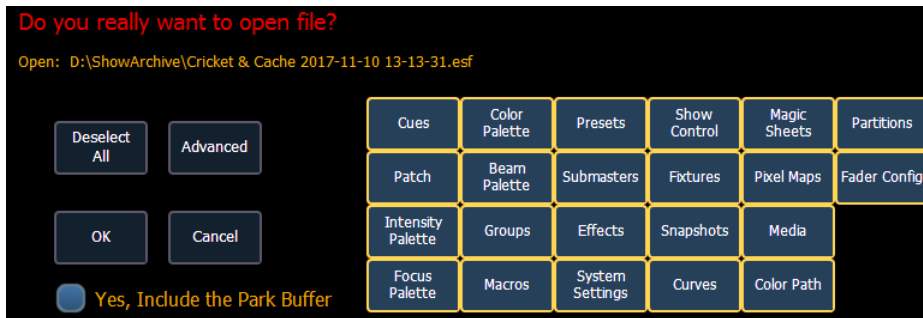 Do you really want to open file?
Open: D:\ShowArchive\Cricket & Cache 2017-11-10 13-13-31.esf
Deselect
All
Advanced
OK
Cancel
Yes, Include the Park Buffer
Cues
Color
Palette
Presets
Show
Control
Magic
Sheets
Partitions
Patch
Beam
Palette
Submasters
Fixtures
Pixel Maps
Fader Config
Intensity
Palette
Groups
Effects
Snapshots
Media
Focus
Palette
Macros
System
Settings
Curves
Color Path